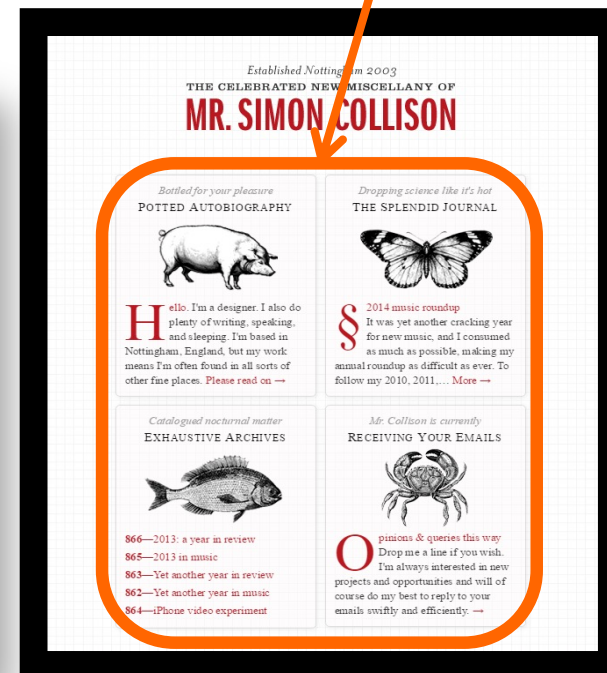 Established Nottingham 2003
THE CELEBRATED NEW MISCELLANY OF
MR. SIMON COLLISON
Bottled for your pleasure
POTTED AUTOBIOGRAPHY
Hello. I'm a designer. I also do
plenty of writing, speaking,
and sleeping. I'm based in
Nottingham, England, but my work
means I'm often found in all sorts of
other fine places. Please read on →
Dropping science like it's hot
THE SPLENDID JOURNAL
§ 2014 music roundup
It was yet another cracking year
for new music, and I consumed
as much as possible, making my
annual roundup as difficult as ever. To
follow my 2010, 2011,… More →
Catalogued nocturnal matter
EXHAUSTIVE ARCHIVES
866—2013: a year in review
865—2013 in music
863—Yet another year in review
862—Yet another year in music
864—iPhone video experiment
Mr. Collison is currently
RECEIVING YOUR EMAILS
Opinions & queries this way
Drop me a line if you wish.
I'm always interested in new
projects and opportunities and will of
course do my best to reply to your
emails swiftly and efficiently. →